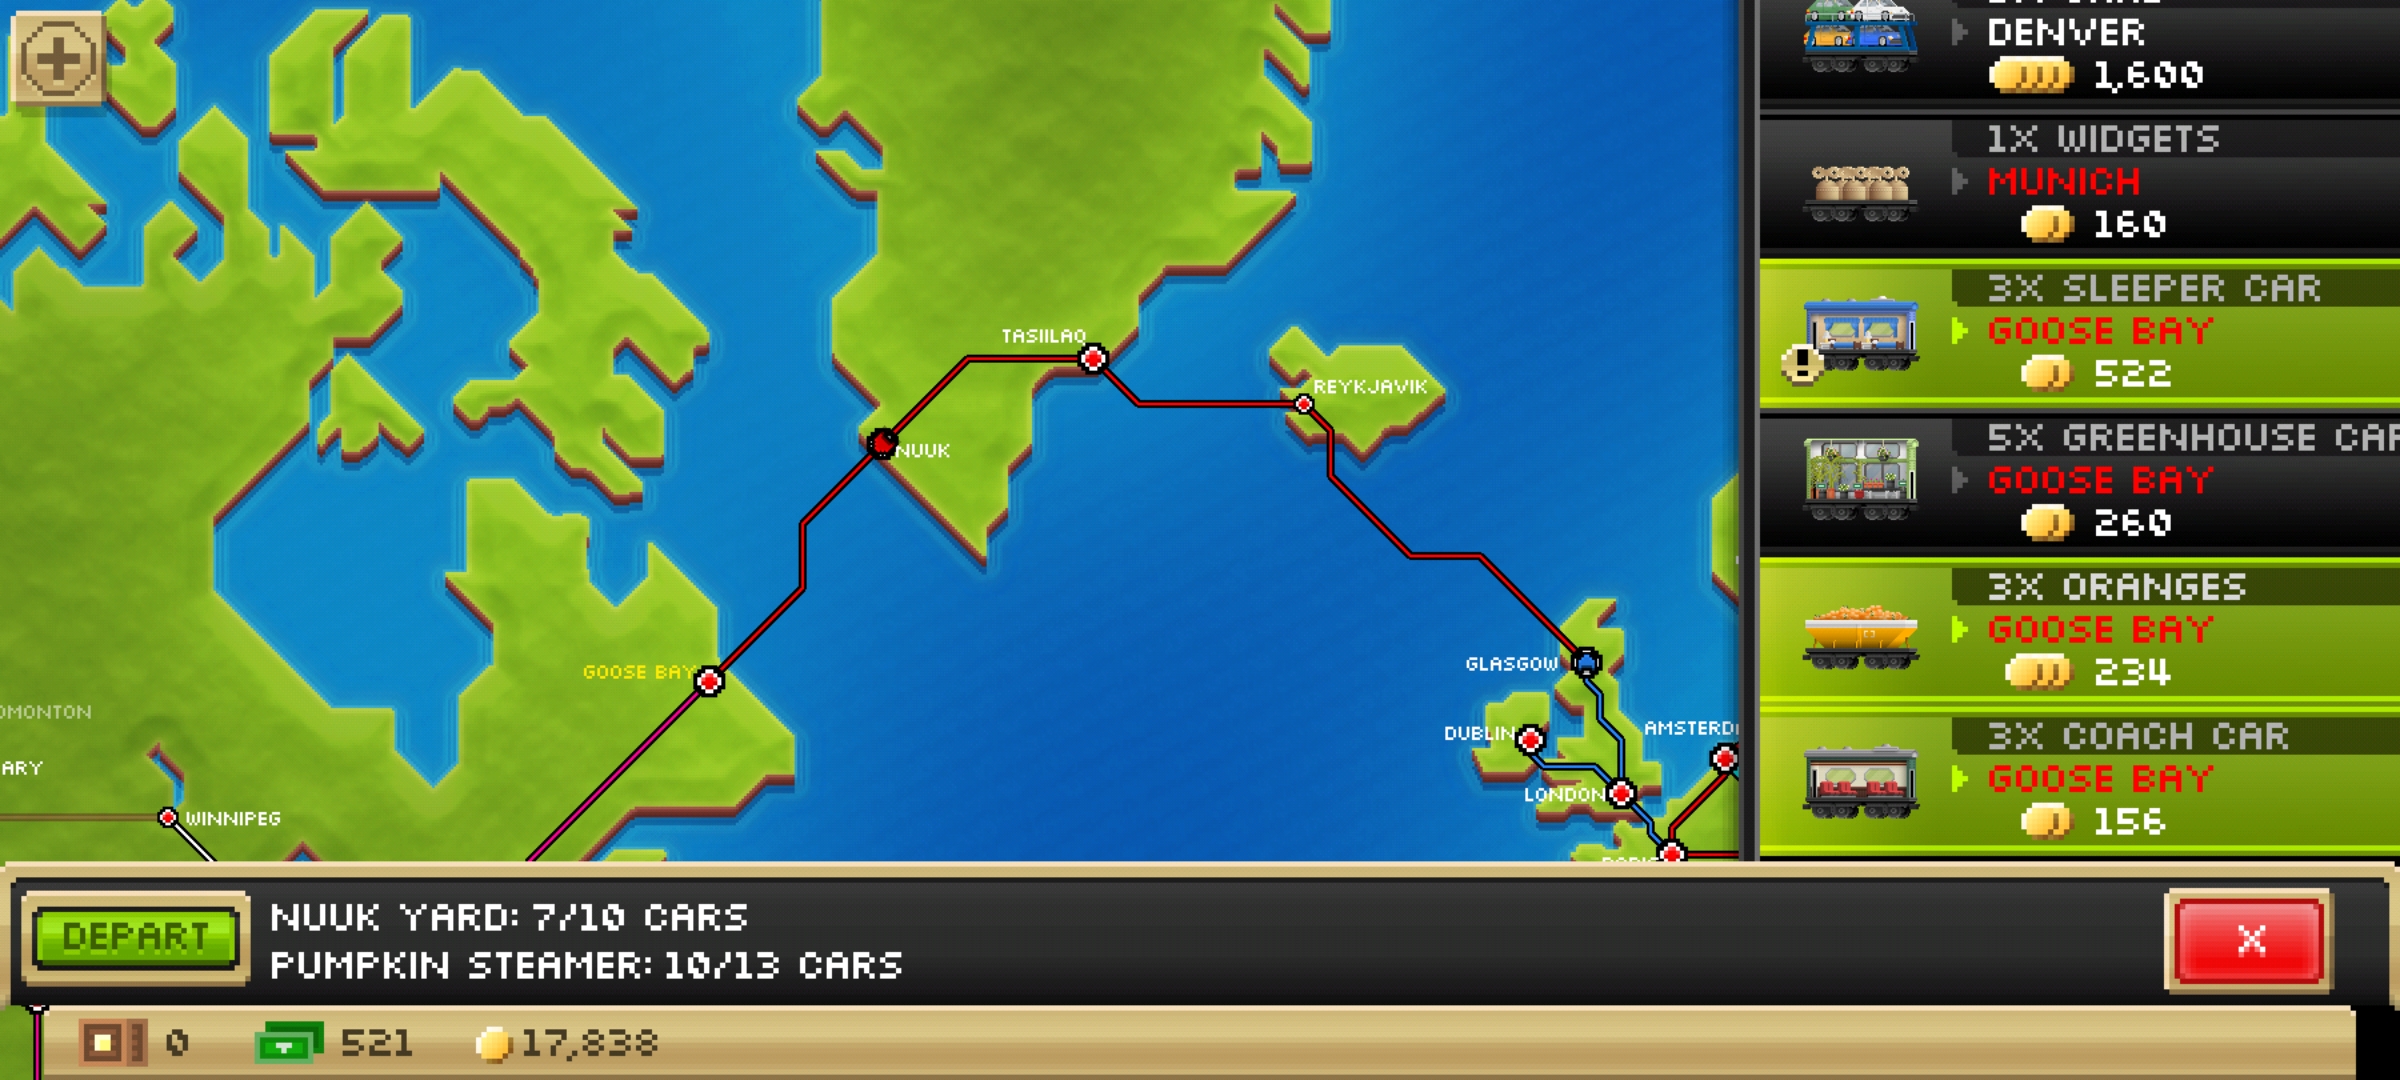 DENVER
1,600
1X WIDGETS
MUNICH
160
3X SLEEPER CAR
GOOSE BAY
522
5X GREENHOUSE CAR
GOOSE BAY
260
3X ORANGES
GOOSE BAY
234
3X COACH CAR
GOOSE BAY
156
TASIILAQ
REYKJAVIK
NUUK
GOOSE BAY
GLASGOW
DUBLIN
AMSTERD
LONDON
DMONTON
ARY
WINNIPEG
DEPART
NUUK YARD: 7/10 CARS
PUMPKIN STEAMER: 10/13 CARS
X
0
521
17,838